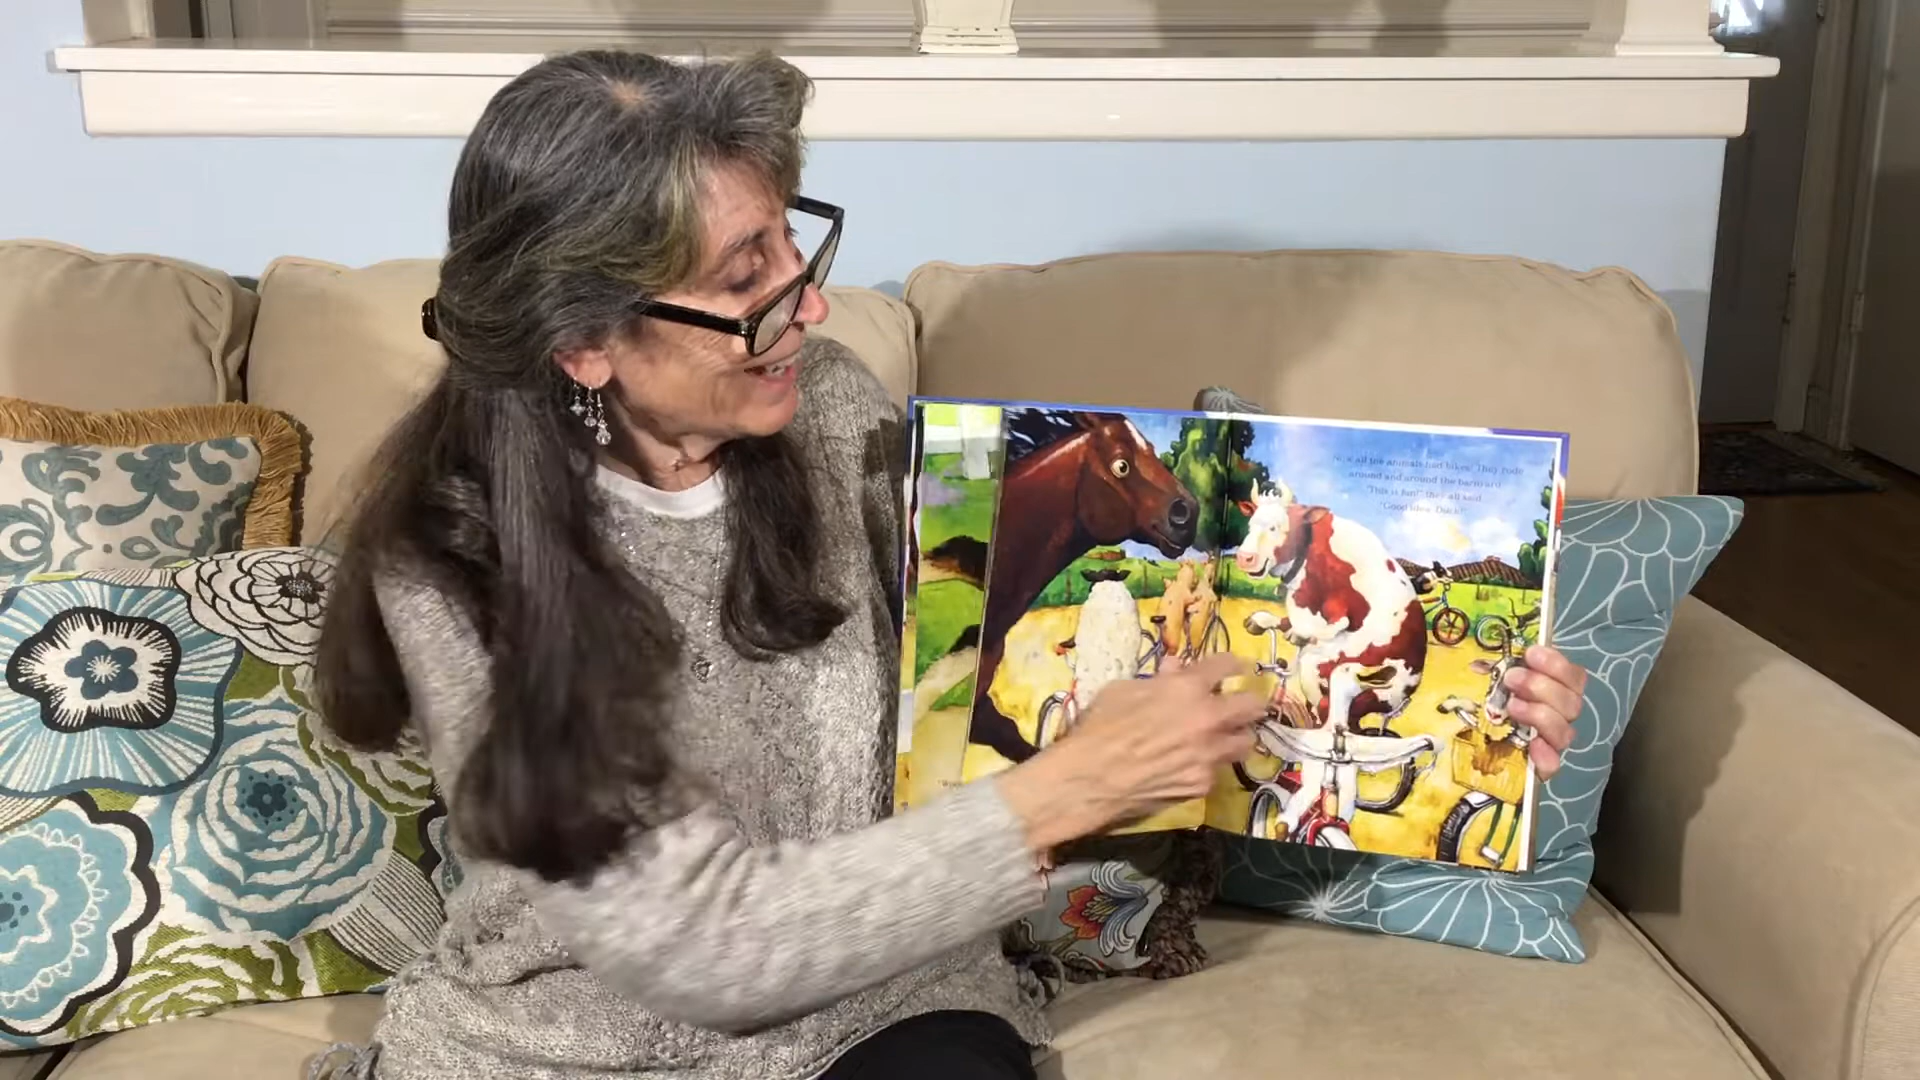 Now all the animals had bikes! They rode
around and around the barnyard.
"This is fun!" they all said.
"Good idea, Duck!"